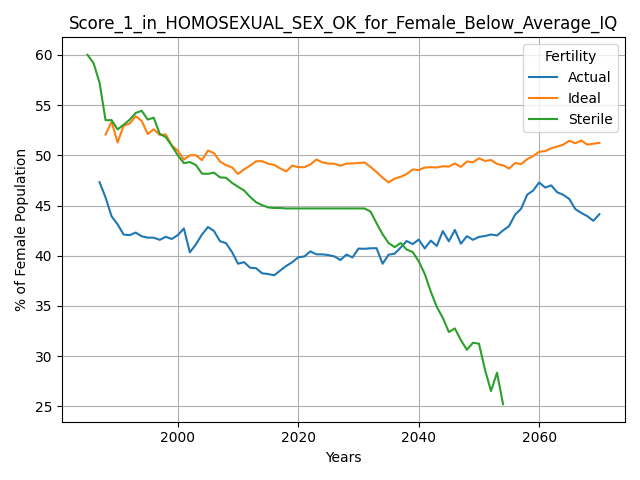 Score_1_in_HOMOSEXUAL_SEX_OK_for_Female_Below_Average_IQ
Fertility
Actual
Ideal
Sterile
% of Female Population
60
55
50
45
40
35
30
25
2000
2020
2040
2060
Years